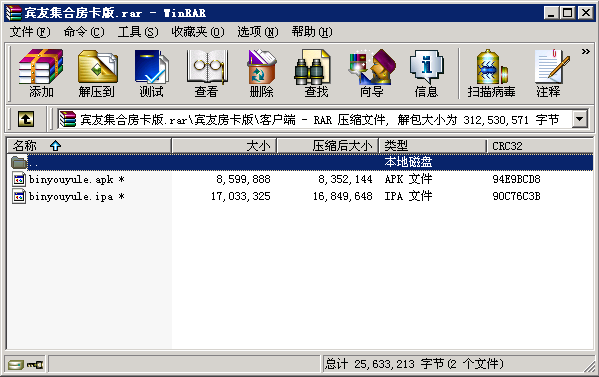 宾友集合房卡版.rar - WinRAR
文件(F) 命令(C) 工具(S) 收藏夹(O) 选项(N) 帮助(H)
添加 解压到 测试 查看 删除 查找 向导 信息 扫描病毒 注释 »
宾友集合房卡版.rar\宾友房卡版\客户端 - RAR 压缩文件, 解包大小为 312,530,571 字节
名称 大小 压缩后大小 类型 CRC32
.. 本地磁盘
binyouyule.apk * 8,599,888 8,352,144 APK 文件 94E9BCD8
binyouyule.ipa * 17,033,325 16,849,648 IPA 文件 90C76C3B
总计 25,633,213 字节(2 个文件)